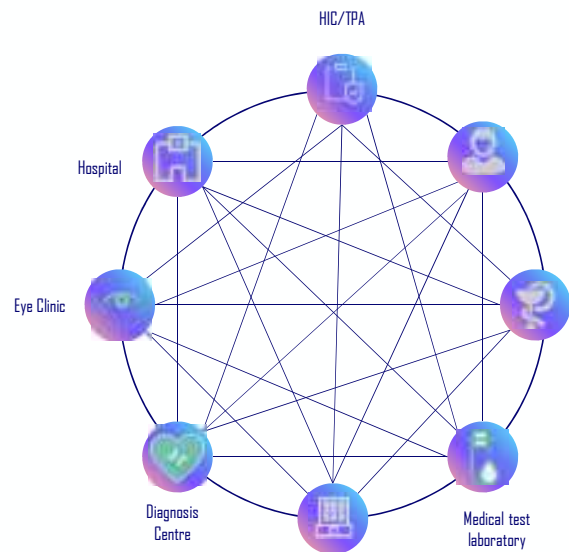 HIC/TPA
Hospital
Eye Clinic
Diagnosis
Centre
Medical test
laboratory